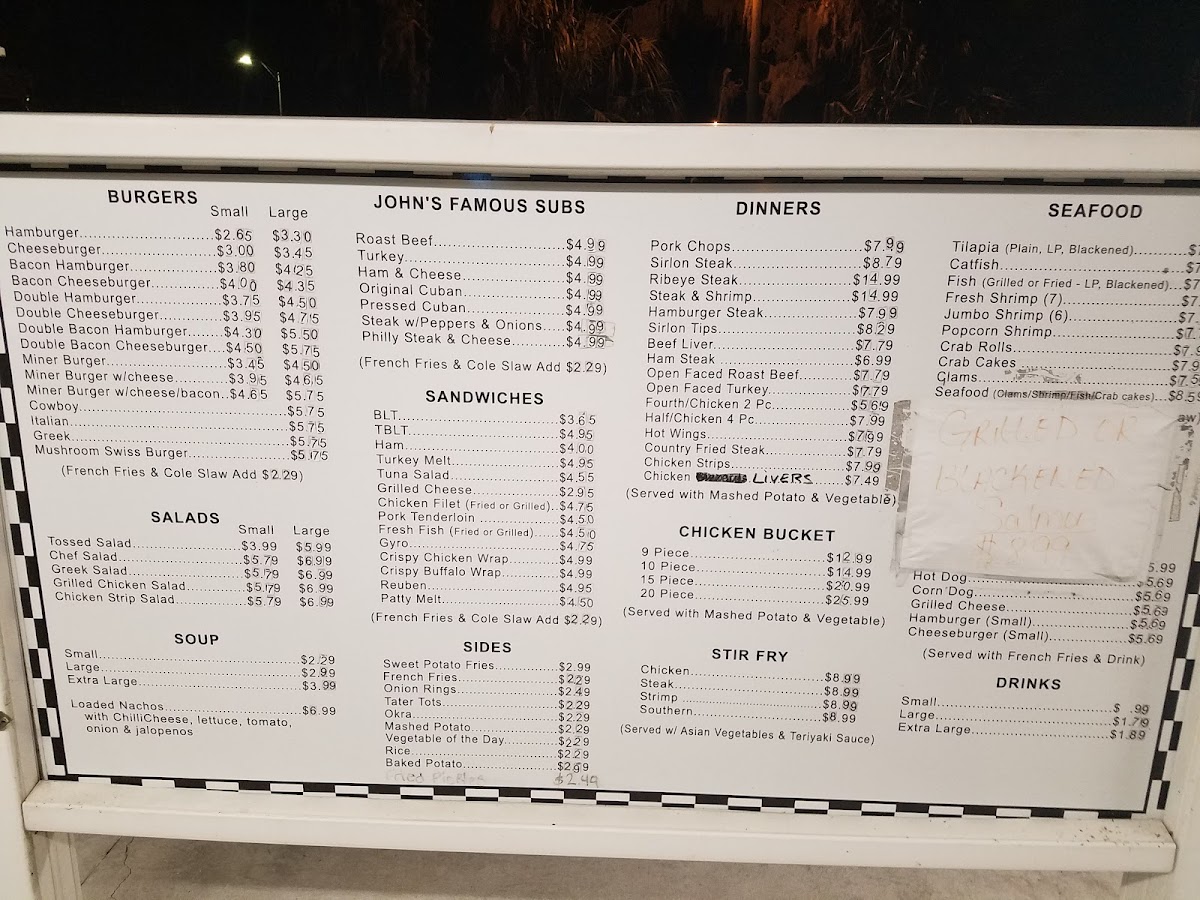 BURGERS
Small Large
Hamburger..........$2.65 $3.30
Cheeseburger..........$3.00 $3.45
Bacon Hamburger..........$3.80 $4.25
Bacon Cheeseburger..........$4.00 $4.35
Double Hamburger..........$3.75 $4.50
Double Cheeseburger..........$3.95 $4.75
Double Bacon Hamburger..........$4.30 $5.50
Double Bacon Cheeseburger....$4.50 $5.75
Miner Burger..........$3.45 $4.50
Miner Burger w/cheese..........$3.95 $4.65
Miner Burger w/cheese/bacon..$4.65 $5.75
Cowboy..........$5.75
Italian..........$5.75
Greek..........$5.75
Mushroom Swiss Burger..........$5.75
(French Fries & Cole Slaw Add $2.29)
SALADS
Small Large
Tossed Salad..........$3.99 $5.99
Chef Salad..........$5.79 $6.99
Greek Salad..........$5.79 $6.99
Grilled Chicken Salad..........$5.79 $6.99
Chicken Strip Salad..........$5.79 $6.99
SOUP
Small..........$2.29
Large..........$2.99
Extra Large..........$3.99
Loaded Nachos..........$6.99
with ChilliCheese, lettuce, tomato,
onion & jalopenos
JOHN'S FAMOUS SUBS
Roast Beef..........$4.99
Turkey..........$4.99
Ham & Cheese..........$4.99
Original Cuban..........$4.99
Pressed Cuban..........$4.99
Steak w/Peppers & Onions.....$4.99
Philly Steak & Cheese..........$4.99
(French Fries & Cole Slaw Add $2.29)
SANDWICHES
BLT..........$3.65
TBLT..........$4.95
Ham..........$4.00
Turkey Melt..........$4.95
Tuna Salad..........$4.55
Grilled Cheese..........$2.95
Chicken Filet (Fried or Grilled)..$4.75
Pork Tenderloin ..........$4.50
Fresh Fish (Fried or Grilled).....$4.50
Gyro..........$4.75
Crispy Chicken Wrap..........$4.99
Crispy Buffalo Wrap..........$4.99
Reuben..........$4.95
Patty Melt..........$4.50
(French Fries & Cole Slaw Add $2.29)
SIDES
Sweet Potato Fries..........$2.99
French Fries..........$2.29
Onion Rings..........$2.49
Tater Tots..........$2.29
Okra..........$2.29
Mashed Potato..........$2.29
Vegetable of the Day..........$2.29
Rice..........$2.29
Baked Potato..........$2.69
Fried Pickles $2.49
DINNERS
Pork Chops..........$7.99
Sirlon Steak..........$8.79
Ribeye Steak..........$14.99
Steak & Shrimp..........$14.99
Hamburger Steak..........$7.99
Sirlon Tips..........$8.29
Beef Liver..........$7.79
Ham Steak ..........$6.99
Open Faced Roast Beef..........$7.79
Open Faced Turkey..........$7.79
Fourth/Chicken 2 Pc..........$5.69
Half/Chicken 4 Pc..........$7.99
Hot Wings..........$7.99
Country Fried Steak..........$7.79
Chicken Strips..........$7.99
Chicken LIVERS.......$7.49
(Served with Mashed Potato & Vegetable)
CHICKEN BUCKET
9 Piece..........$12.99
10 Piece..........$14.99
15 Piece..........$20.99
20 Piece..........$25.99
(Served with Mashed Potato & Vegetable)
STIR FRY
Chicken..........$8.99
Steak..........$8.99
Strimp ..........$8.99
Southern..........$8.99
(Served w/ Asian Vegetables & Teriyaki Sauce)
SEAFOOD
Tilapia (Plain, LP, Blackened)..........
Catfish..........
Fish (Grilled or Fried - LP, Blackened)...$7
Fresh Shrimp (7)..........$7.
Jumbo Shrimp (6)..........$7.
Popcorn Shrimp..........$7.
Crab Rolls..........$7.
Crab Cakes ..........$7.9
Clams..........$7.5
Seafood (Clams/Shrimp/Fish/Crab cakes)....$8.5
aw)
GRILLED OR
BLACKENED
5.99
Hot Dog..........$5.69
Corn Dog..........$5.69
Grilled Cheese..........$5.69
Hamburger (Small)..........$5.69
Cheeseburger (Small)..........$5.69
(Served with French Fries & Drink)
DRINKS
Small..........$ .99
Large..........$1.79
Extra Large..........$1.89